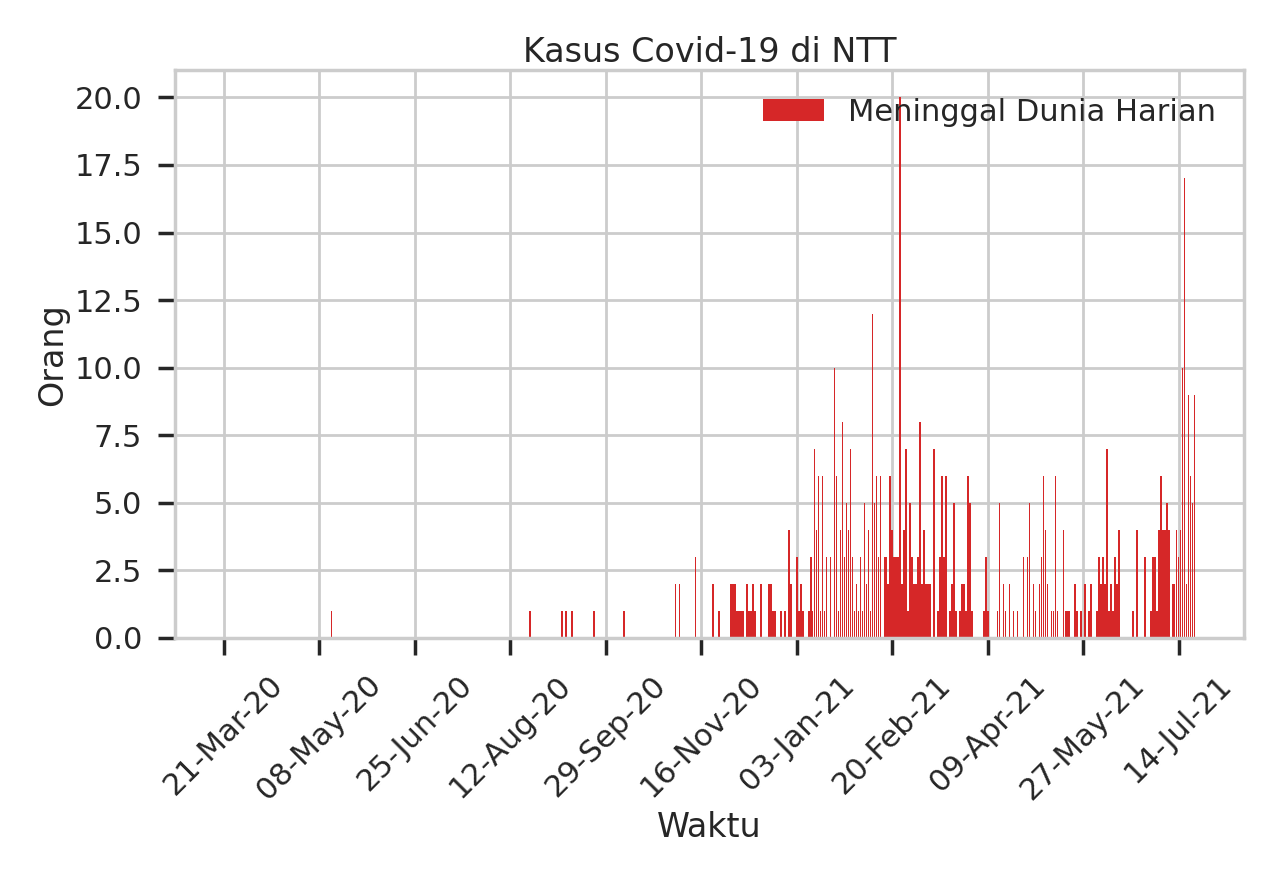 Kasus Covid-19 di NTT
Meninggal Dunia Harian
20.0
17.5
15.0
12.5
10.0
7.5
5.0
2.5
0.0
Orang
21-Mar-20
08-May-20
25-Jun-20
12-Aug-20
29-Sep-20
16-Nov-20
03-Jan-21
20-Feb-21
09-Apr-21
27-May-21
14-Jul-21
Waktu